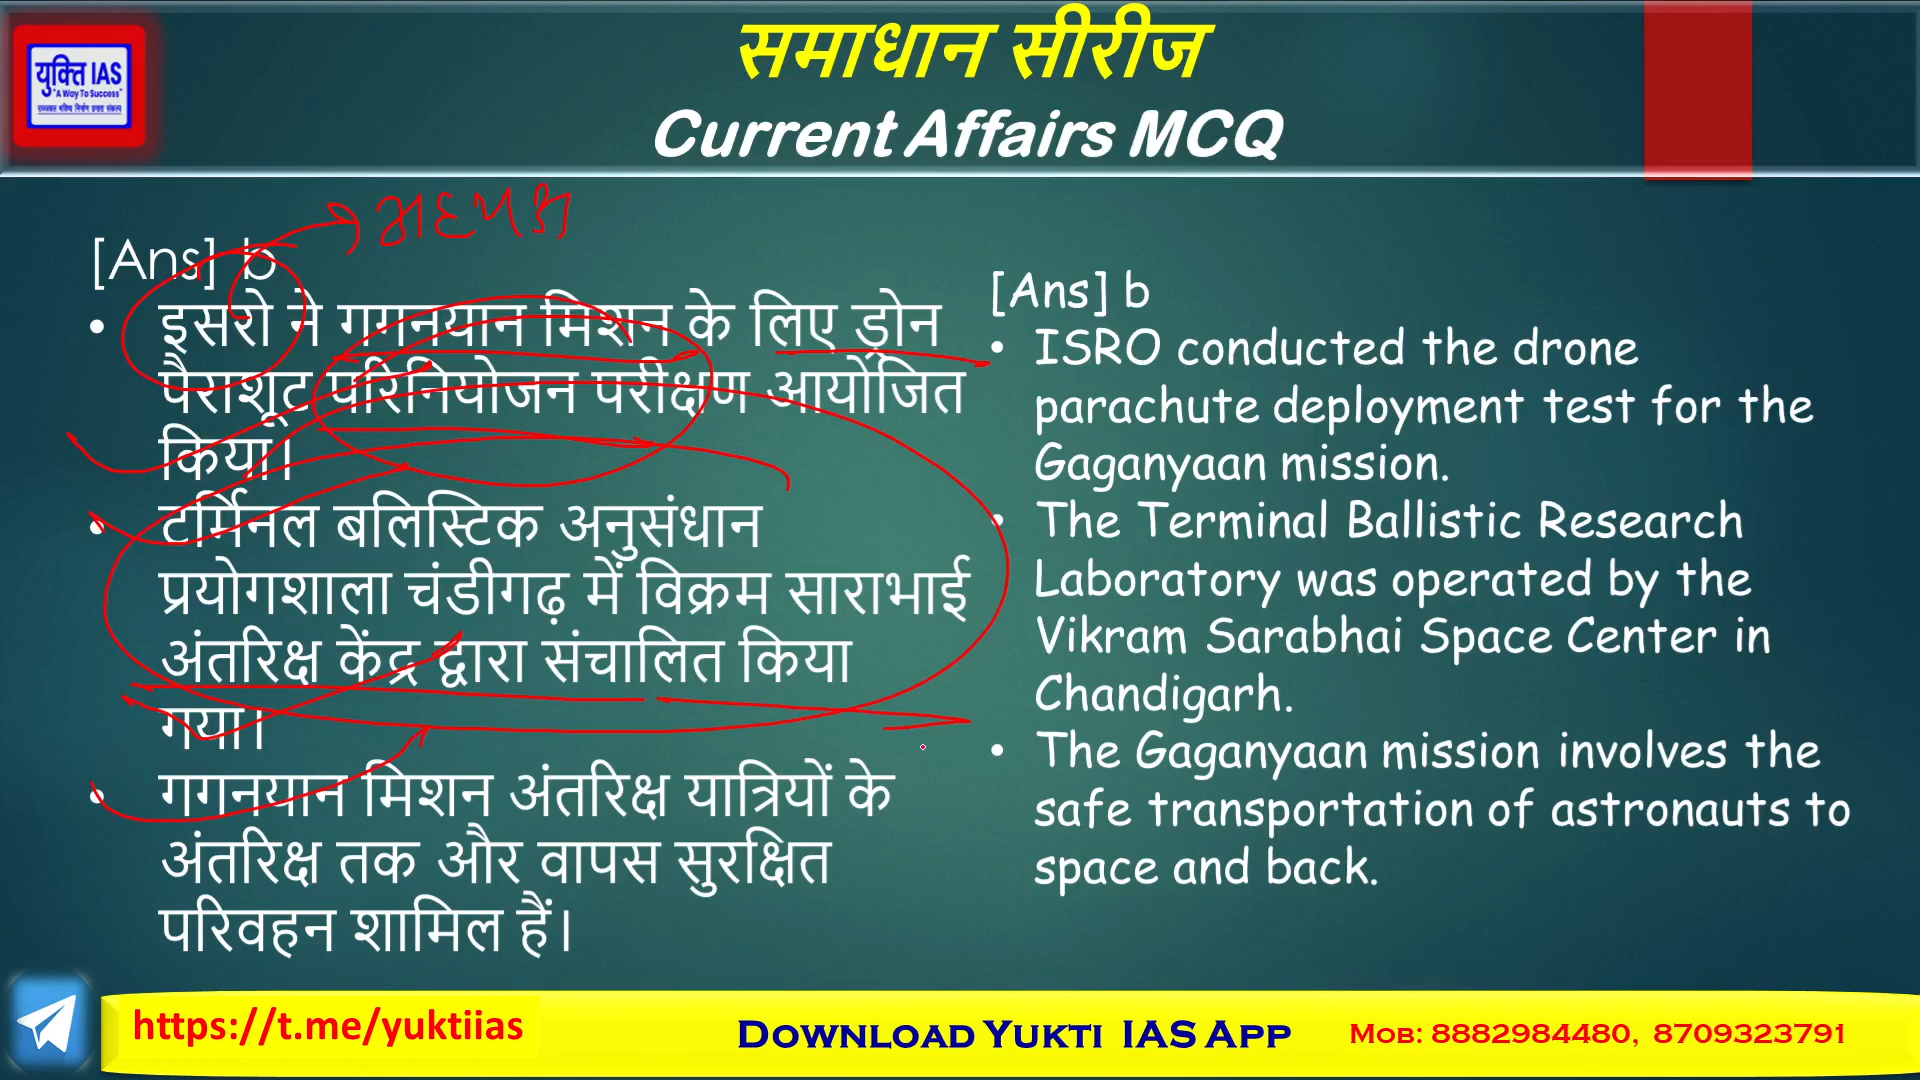 युक्ति IAS
"A Way To Success"
समाधान सीरीज
Current Affairs MCQ
[Ans] b
• इसरो ने गगनयान मिशन के लिए ड्रोन
पैराशूट परिनियोजन परीक्षण आयोजित
किया।
• टर्मिनल बलिस्टिक अनुसंधान
प्रयोगशाला चंडीगढ़ में विक्रम साराभाई
अंतरिक्ष केंद्र द्वारा संचालित किया
गया।
• गगनयान मिशन अंतरिक्ष यात्रियों के
अंतरिक्ष तक और वापस सुरक्षित
परिवहन शामिल हैं।
[Ans] b
• ISRO conducted the drone
parachute deployment test for the
Gaganyaan mission.
• The Terminal Ballistic Research
Laboratory was operated by the
Vikram Sarabhai Space Center in
Chandigarh.
• The Gaganyaan mission involves the
safe transportation of astronauts to
space and back.
https://t.me/yuktiias
Download Yukti IAS App
Mob: 8882984480, 8709323791